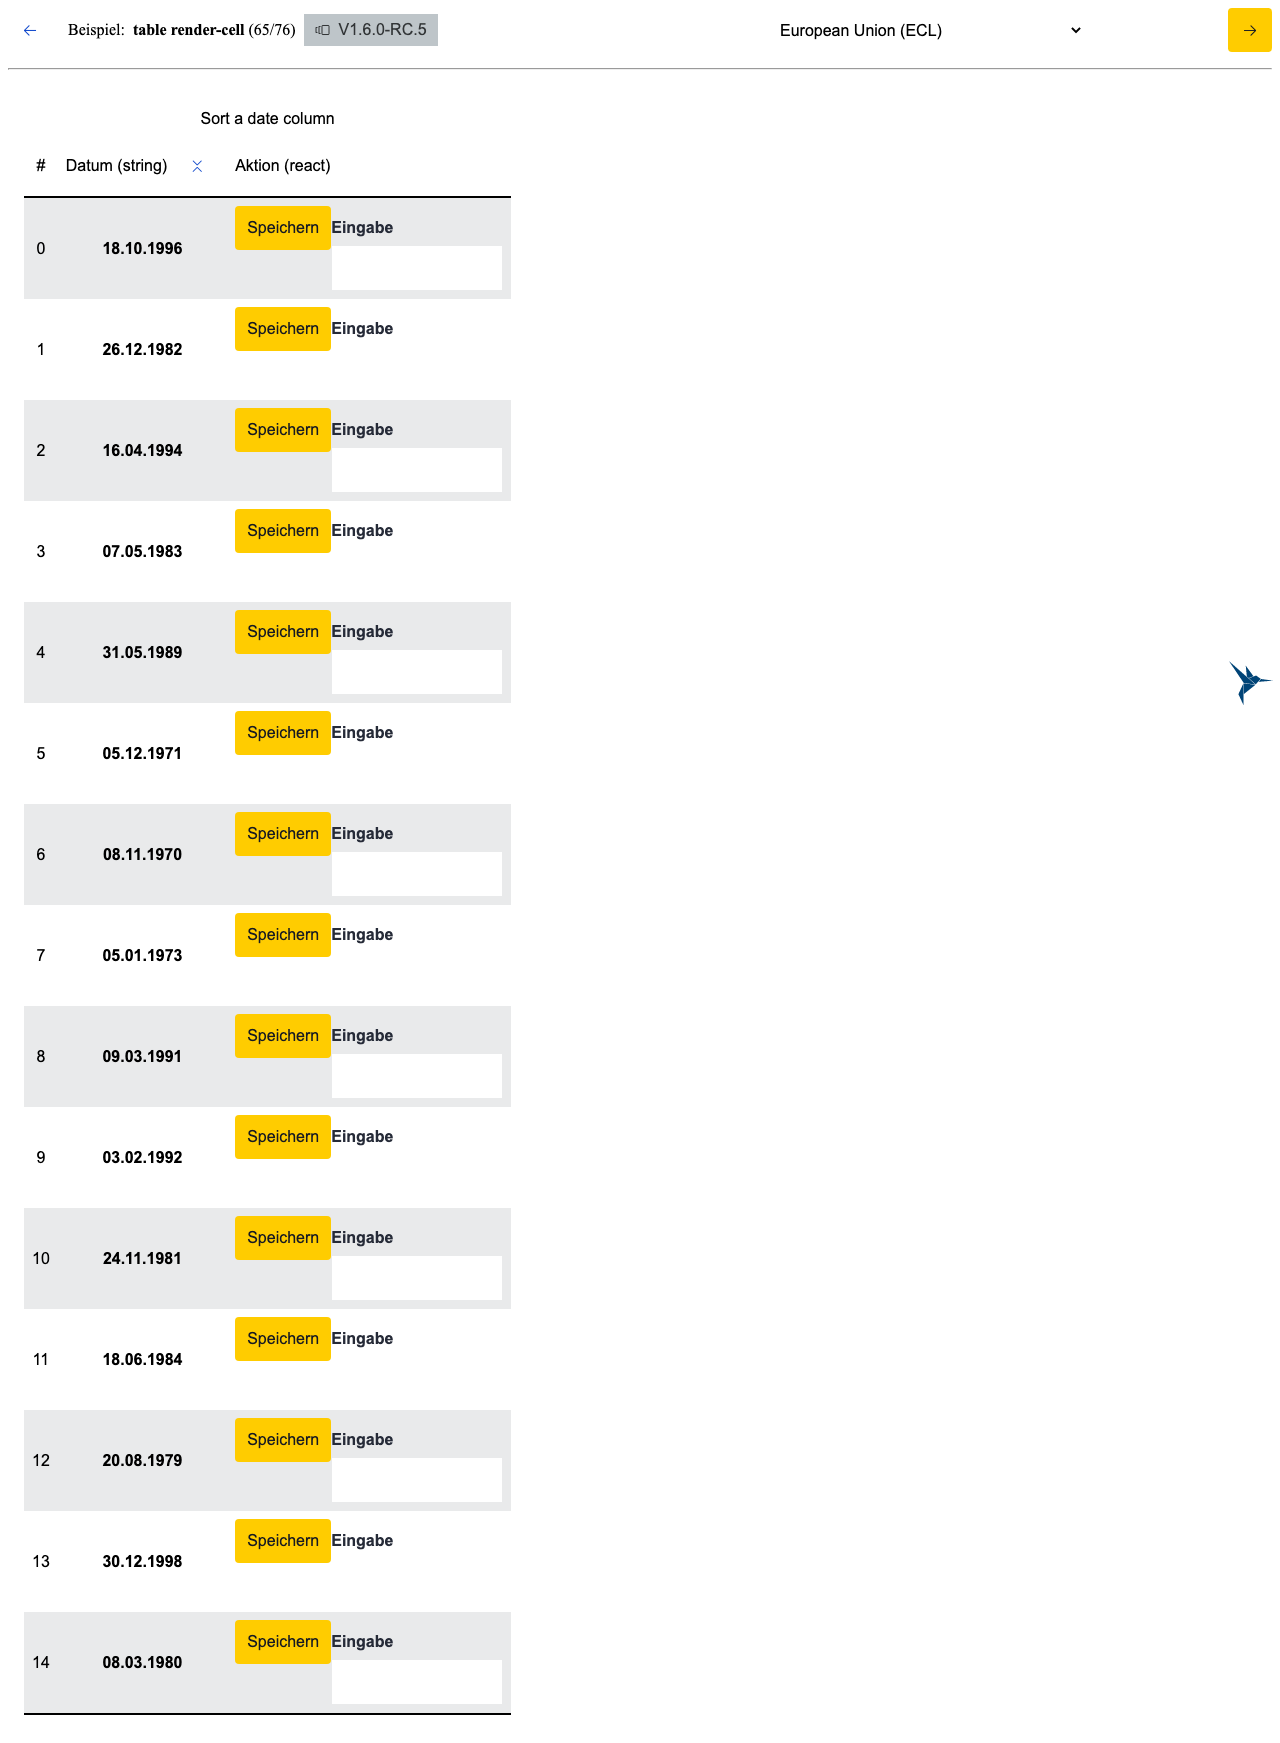 Beispiel: table render-cell (65/76) V1.6.0-RC.5 European Union (ECL)
Sort a date column
# Datum (string) Aktion (react)
0 18.10.1996 Speichern Eingabe
1 26.12.1982 Speichern Eingabe
2 16.04.1994 Speichern Eingabe
3 07.05.1983 Speichern Eingabe
4 31.05.1989 Speichern Eingabe
5 05.12.1971 Speichern Eingabe
6 08.11.1970 Speichern Eingabe
7 05.01.1973 Speichern Eingabe
8 09.03.1991 Speichern Eingabe
9 03.02.1992 Speichern Eingabe
10 24.11.1981 Speichern Eingabe
11 18.06.1984 Speichern Eingabe
12 20.08.1979 Speichern Eingabe
13 30.12.1998 Speichern Eingabe
14 08.03.1980 Speichern Eingabe